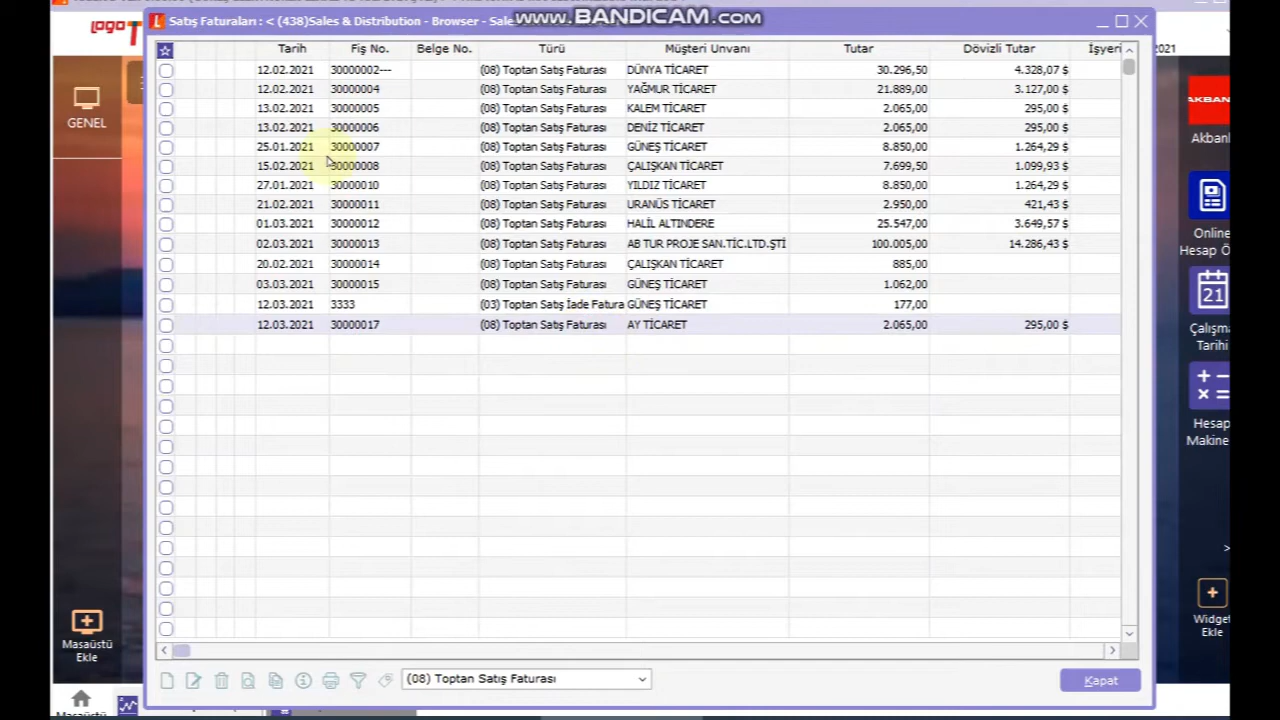 www.BANDICAM.com
Satış Faturaları : < (438)Sales & Distribution - Browser - Sale
logo
2021
Tarih Fiş No. Belge No. Türü Müşteri Unvanı Tutar Dövizli Tutar İşyeri
12.02.2021 30000002--- (08) Toptan Satış Faturası DÜNYA TİCARET 30.296,50 4.328,07 $
12.02.2021 30000004 (08) Toptan Satış Faturası YAĞMUR TİCARET 21.889,00 3.127,00 $
13.02.2021 30000005 (08) Toptan Satış Faturası KALEM TİCARET 2.065,00 295,00 $
13.02.2021 30000006 (08) Toptan Satış Faturası DENİZ TİCARET 2.065,00 295,00 $
25.01.2021 30000007 (08) Toptan Satış Faturası GÜNEŞ TİCARET 8.850,00 1.264,29 $
15.02.2021 30000008 (08) Toptan Satış Faturası ÇALIŞKAN TİCARET 7.699,50 1.099,93 $
27.01.2021 30000010 (08) Toptan Satış Faturası YILDIZ TİCARET 8.850,00 1.264,29 $
21.02.2021 30000011 (08) Toptan Satış Faturası URANÜS TİCARET 2.950,00 421,43 $
01.03.2021 30000012 (08) Toptan Satış Faturası HALİL ALTINDERE 25.547,00 3.649,57 $
02.03.2021 30000013 (08) Toptan Satış Faturası AB TUR PROJE SAN.TİC.LTD.ŞTİ 100.005,00 14.286,43 $
20.02.2021 30000014 (08) Toptan Satış Faturası ÇALIŞKAN TİCARET 885,00
03.03.2021 30000015 (08) Toptan Satış Faturası GÜNEŞ TİCARET 1.062,00
12.03.2021 3333 (03) Toptan Satış İade Fatura GÜNEŞ TİCARET 177,00
12.03.2021 30000017 (08) Toptan Satış Faturası AY TİCARET 2.065,00 295,00 $
(08) Toptan Satış Faturası
Kapat
GENEL
Masaüstü
Ekle
Masaüstü
AKBAN
Akbank
Online
Hesap Ö
21
Çalışma
Tarihi
Hesap
Makine
Widget
Ekle